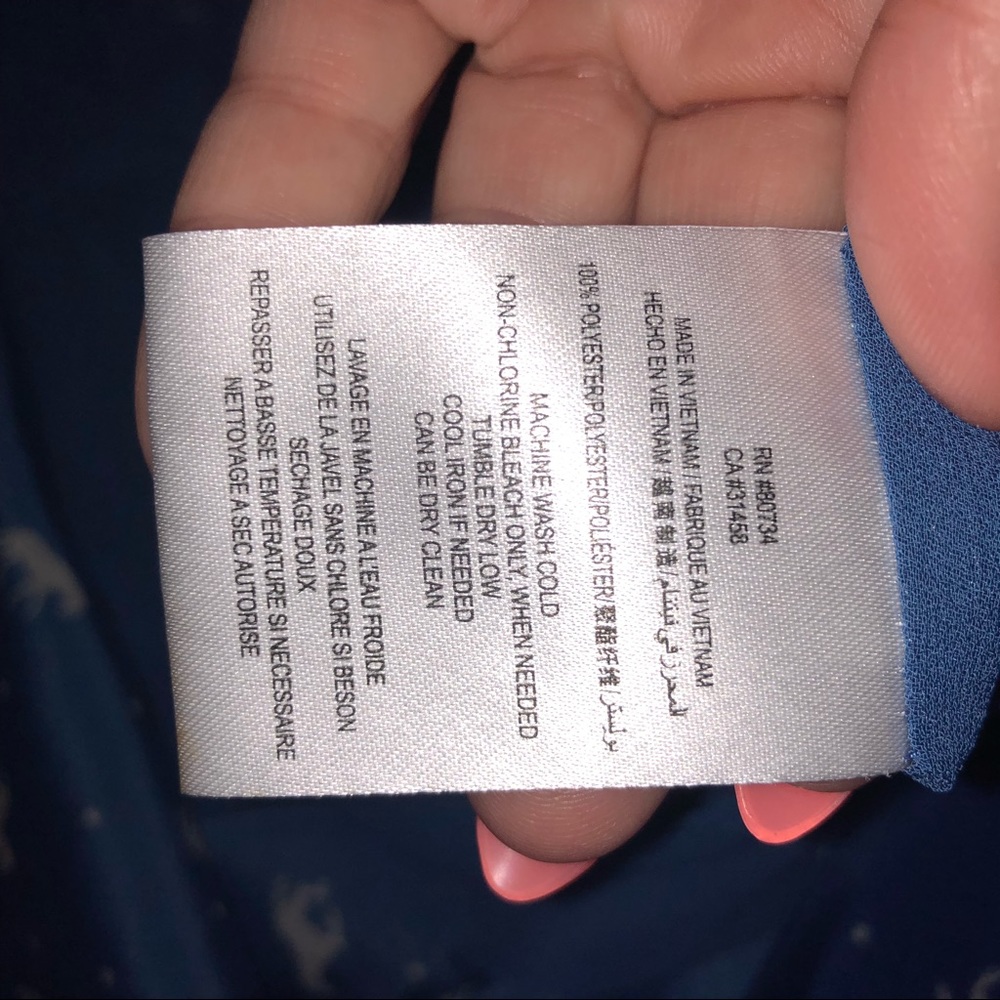 RN #80734
CA #31458
MADE IN VIETNAM / FABRIQUE AU VIETNAM
HECHO EN VIETNAM 越南制造/ المحرز في فيتنام
100% POLYESTER/POLYESTER/POLIÉSTER/聚酯纤维/بوليستر
MACHINE WASH COLD
NON-CHLORINE BLEACH ONLY, WHEN NEEDED
TUMBLE DRY LOW
COOL IRON IF NEEDED
CAN BE DRY CLEAN
LAVAGE EN MACHINE A L'EAU FROIDE
UTILISEZ DE LA JAVEL SANS CHLORE SI BESON
SECHAGE DOUX
REPASSER A BASSE TEMPERATURE SI NECESSAIRE
NETTOYAGE A SEC AUTORISE